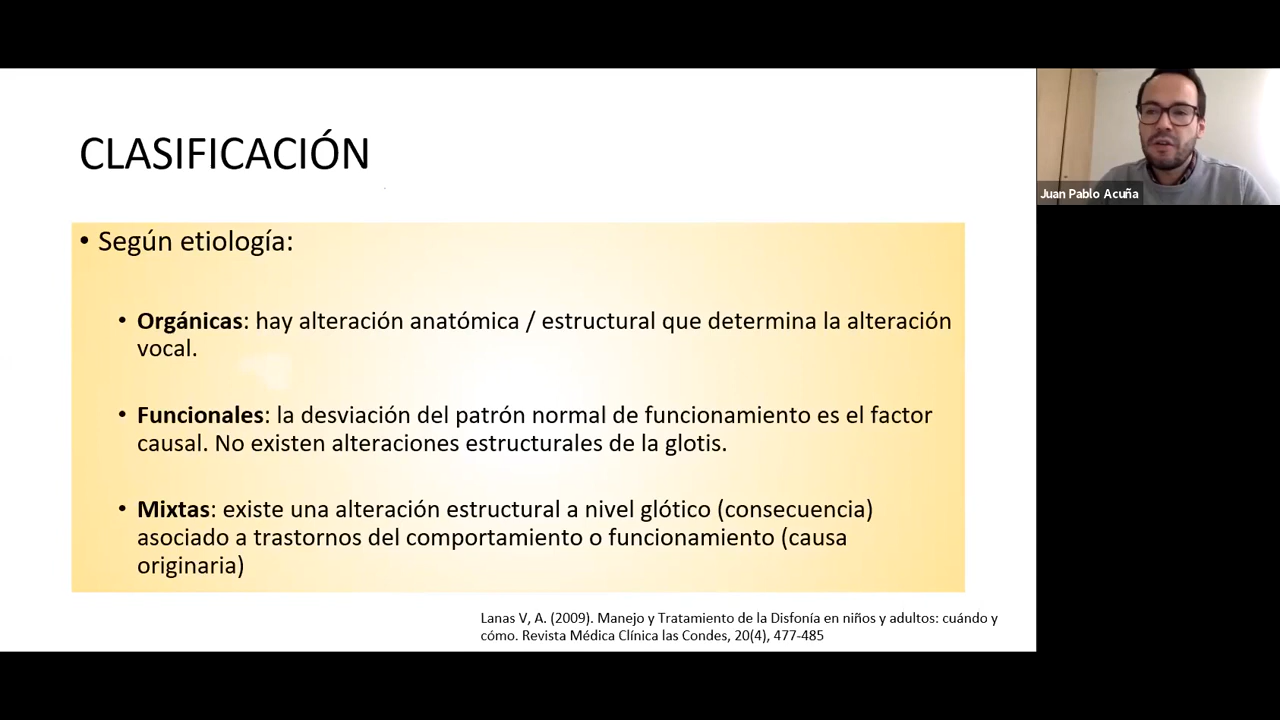 CLASIFICACIÓN
Juan Pablo Acuña
• Según etiología:
• Orgánicas: hay alteración anatómica / estructural que determina la alteración
vocal.
• Funcionales: la desviación del patrón normal de funcionamiento es el factor
causal. No existen alteraciones estructurales de la glotis.
• Mixtas: existe una alteración estructural a nivel glótico (consecuencia)
asociado a trastornos del comportamiento o funcionamiento (causa
originaria)
Lanas V, A. (2009). Manejo y Tratamiento de la Disfonía en niños y adultos: cuándo y
cómo. Revista Médica Clínica las Condes, 20(4), 477-485